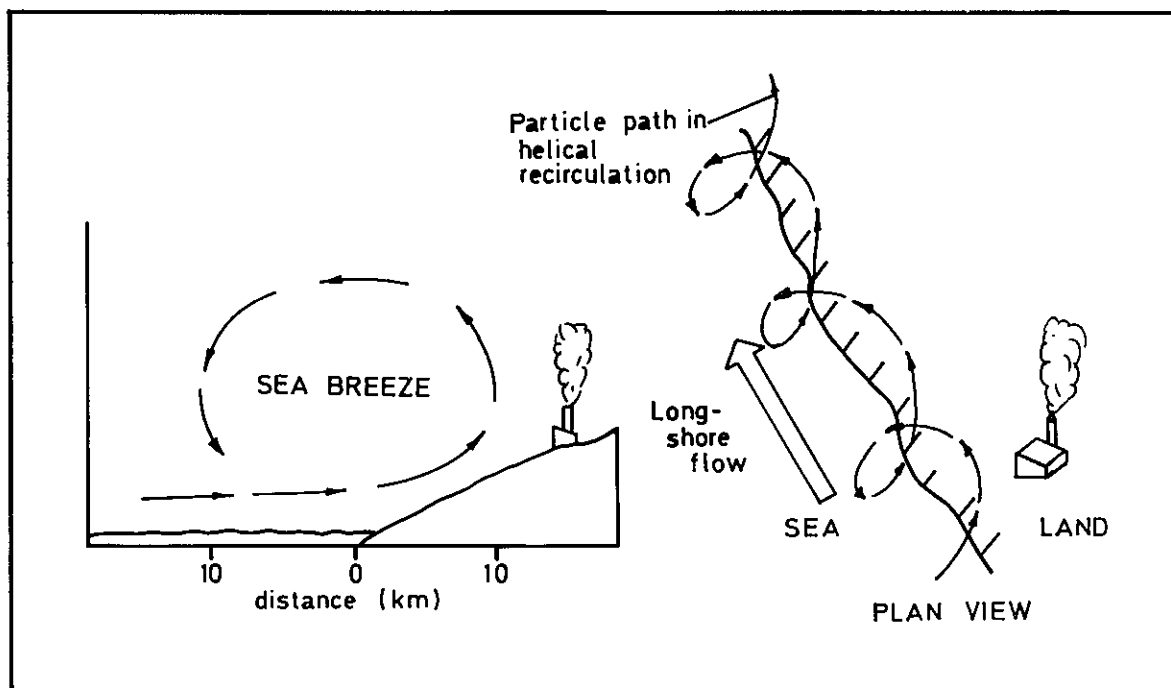 SEA BREEZE
10 0 10
distance (km)
Particle path in
helical
recirculation
Long-
shore
flow
SEA
LAND
PLAN VIEW